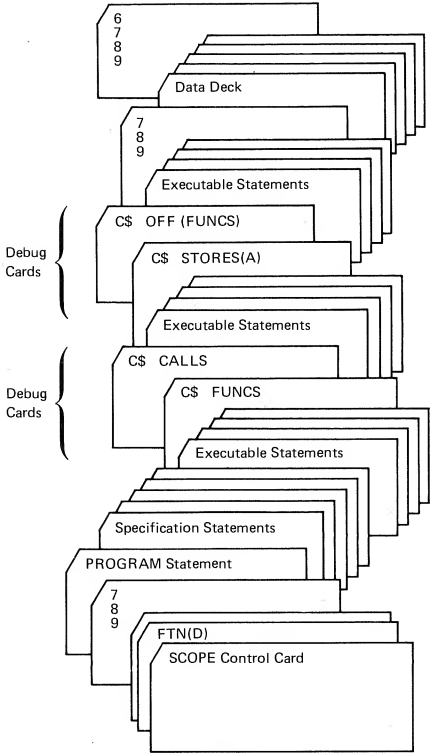 6
7
8
9
Data Deck
7
8
9
Executable Statements
C$ OFF (FUNCS)
Debug
Cards
C$ STORES(A)
Executable Statements
C$ CALLS
Debug
Cards
C$ FUNCS
Executable Statements
Specification Statements
PROGRAM Statement
7
8
9
FTN(D)
SCOPE Control Card